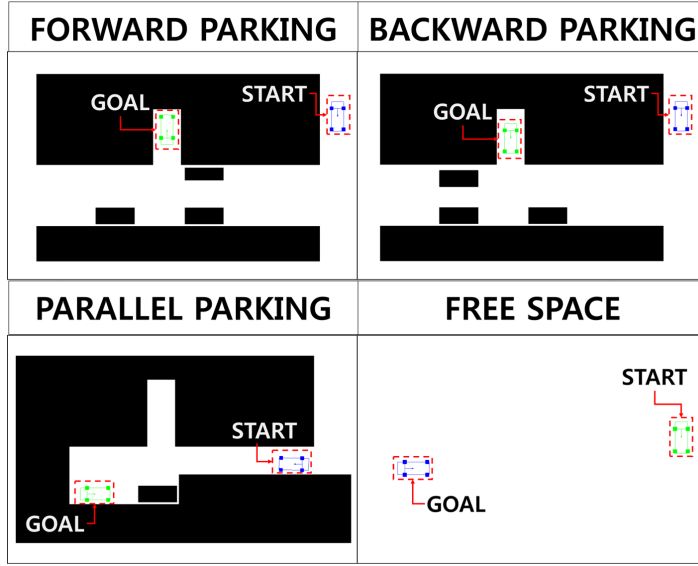 FORWARD PARKING
BACKWARD PARKING
GOAL
START
GOAL
START
PARALLEL PARKING
FREE SPACE
START
GOAL
START
GOAL